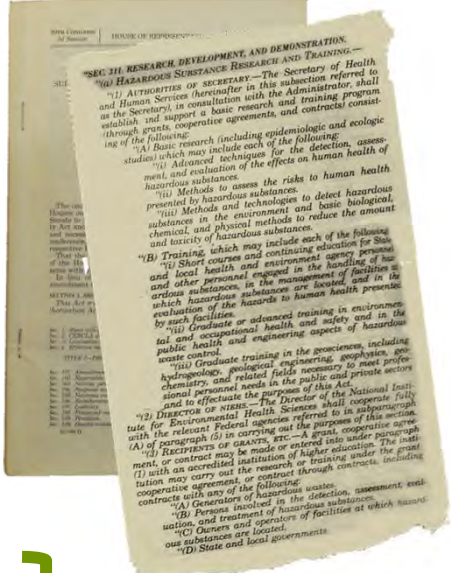 HOUSE OF
"SEC. 311. RESEARCH, DEVELOPMENT, AND DEMONSTRATION.
"(a) HAZARDOUS SUBSTANCE RESEARCH AND TRAINING.—
"(1) AUTHORITIES OF SECRETARY.—The Secretary of Health
and Human Services (hereinafter in this subsection referred to
as the Secretary), in consultation with the Administrator, shall
establish and support a basic research and training program
(through grants, cooperative agreements, and contracts) consist-
ing of the following:
"(A) Basic research (including epidemiologic and ecologic
studies) which may include each of the following:
"(i) Advanced techniques for the detection, assess-
ment, and evaluation of the effects on human health of
hazardous substances.
"(ii) Methods to assess the risks to human health
presented by hazardous substances.
"(iii) Methods and technologies to detect hazardous
substances in the environment and basic biological,
chemical, and physical methods to reduce the amount
and toxicity of hazardous substances.
"(B) Training, which may include each of the following
"(i) Short courses and continuing education for State
and local health and environment agency personnel
and other personnel engaged in the handling of haz-
ardous substances, in the management of facilities at
which hazardous substances are located, and in the
evaluation of the hazards to human health presented
by such facilities.
"(ii) Graduate or advanced training in environmen-
tal and occupational health and safety and in the
public health and engineering aspects of hazardous
waste control.
"(iii) Graduate training in the geosciences, including
hydrogeology, geological engineering, geophysics, geo-
chemistry, and related fields necessary to meet profes-
sional personnel needs in the public and private sectors
and to effectuate the purposes of this Act.
"(2) DIRECTOR OF NIEHS.—The Director of the National Insti-
tute for Environmental Health Sciences shall cooperate fully
with the relevant Federal agencies referred to in subparagraph
(A) of paragraph (5) in carrying out the purposes of this section.
"(3) RECIPIENTS OF GRANTS, ETC.—A grant, cooperative agree-
ment, or contract may be made or entered into under paragraph
(1) with an accredited institution of higher education. The insti-
tution may carry out the research or training under the grant
cooperative agreement, or contract through contracts, including
contracts with any of the following:
"(A) Generators of hazardous wastes.
"(B) Persons involved in the detection, assessment, eval-
uation, and treatment of hazardous substances.
"(C) Owners and operators of facilities at which hazard-
ous substances are located.
"(D) State and local governments